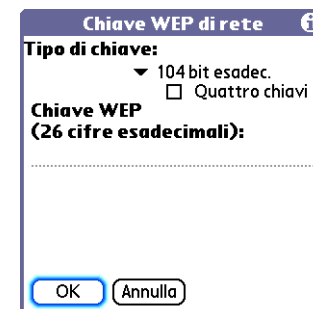 Chiave WEP di rete
Tipo di chiave:
104 bit esadec.
Quattro chiavi
Chiave WEP
(26 cifre esadecimali):
OK Annulla